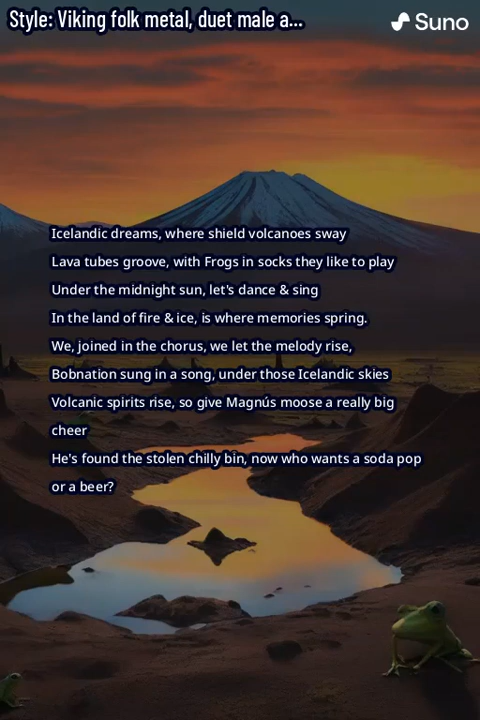 Style: Viking folk metal, duet male a...
Suno
Icelandic dreams, where shield volcanoes sway
Lava tubes groove, with Frogs in socks they like to play
Under the midnight sun, let's dance & sing
In the land of fire & ice, is where memories spring.
We, joined in the chorus, we let the melody rise,
Bobnation sung in a song, under those Icelandic skies
Volcanic spirits rise, so give Magnús moose a really big
cheer
He's found the stolen chilly bin, now who wants a soda pop
or a beer?